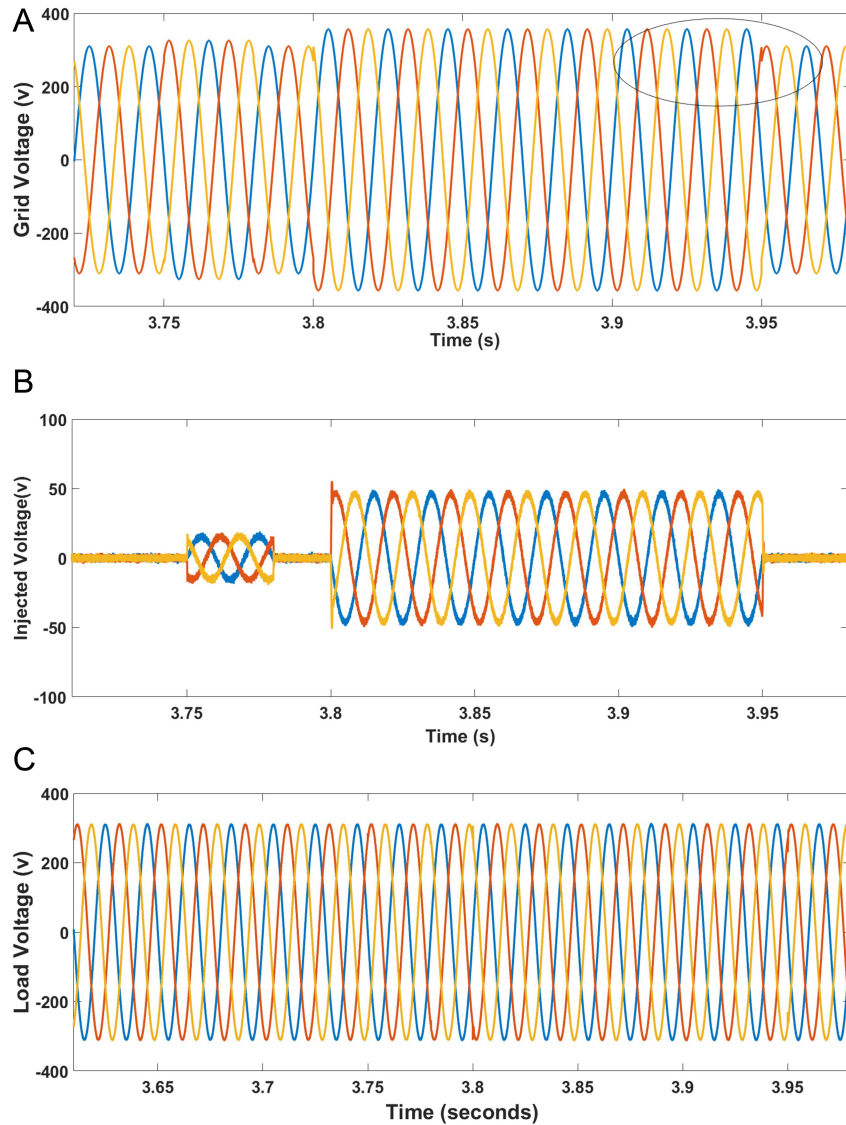 A
400
200
0
-200
-400
Grid Voltage (v)
3.75 3.8 3.85 3.9 3.95
Time (s)
B
100
50
0
-50
-100
Injected Voltage(v)
3.75 3.8 3.85 3.9 3.95
Time (s)
C
400
200
0
-200
-400
Load Voltage (v)
3.65 3.7 3.75 3.8 3.85 3.9 3.95
Time (seconds)